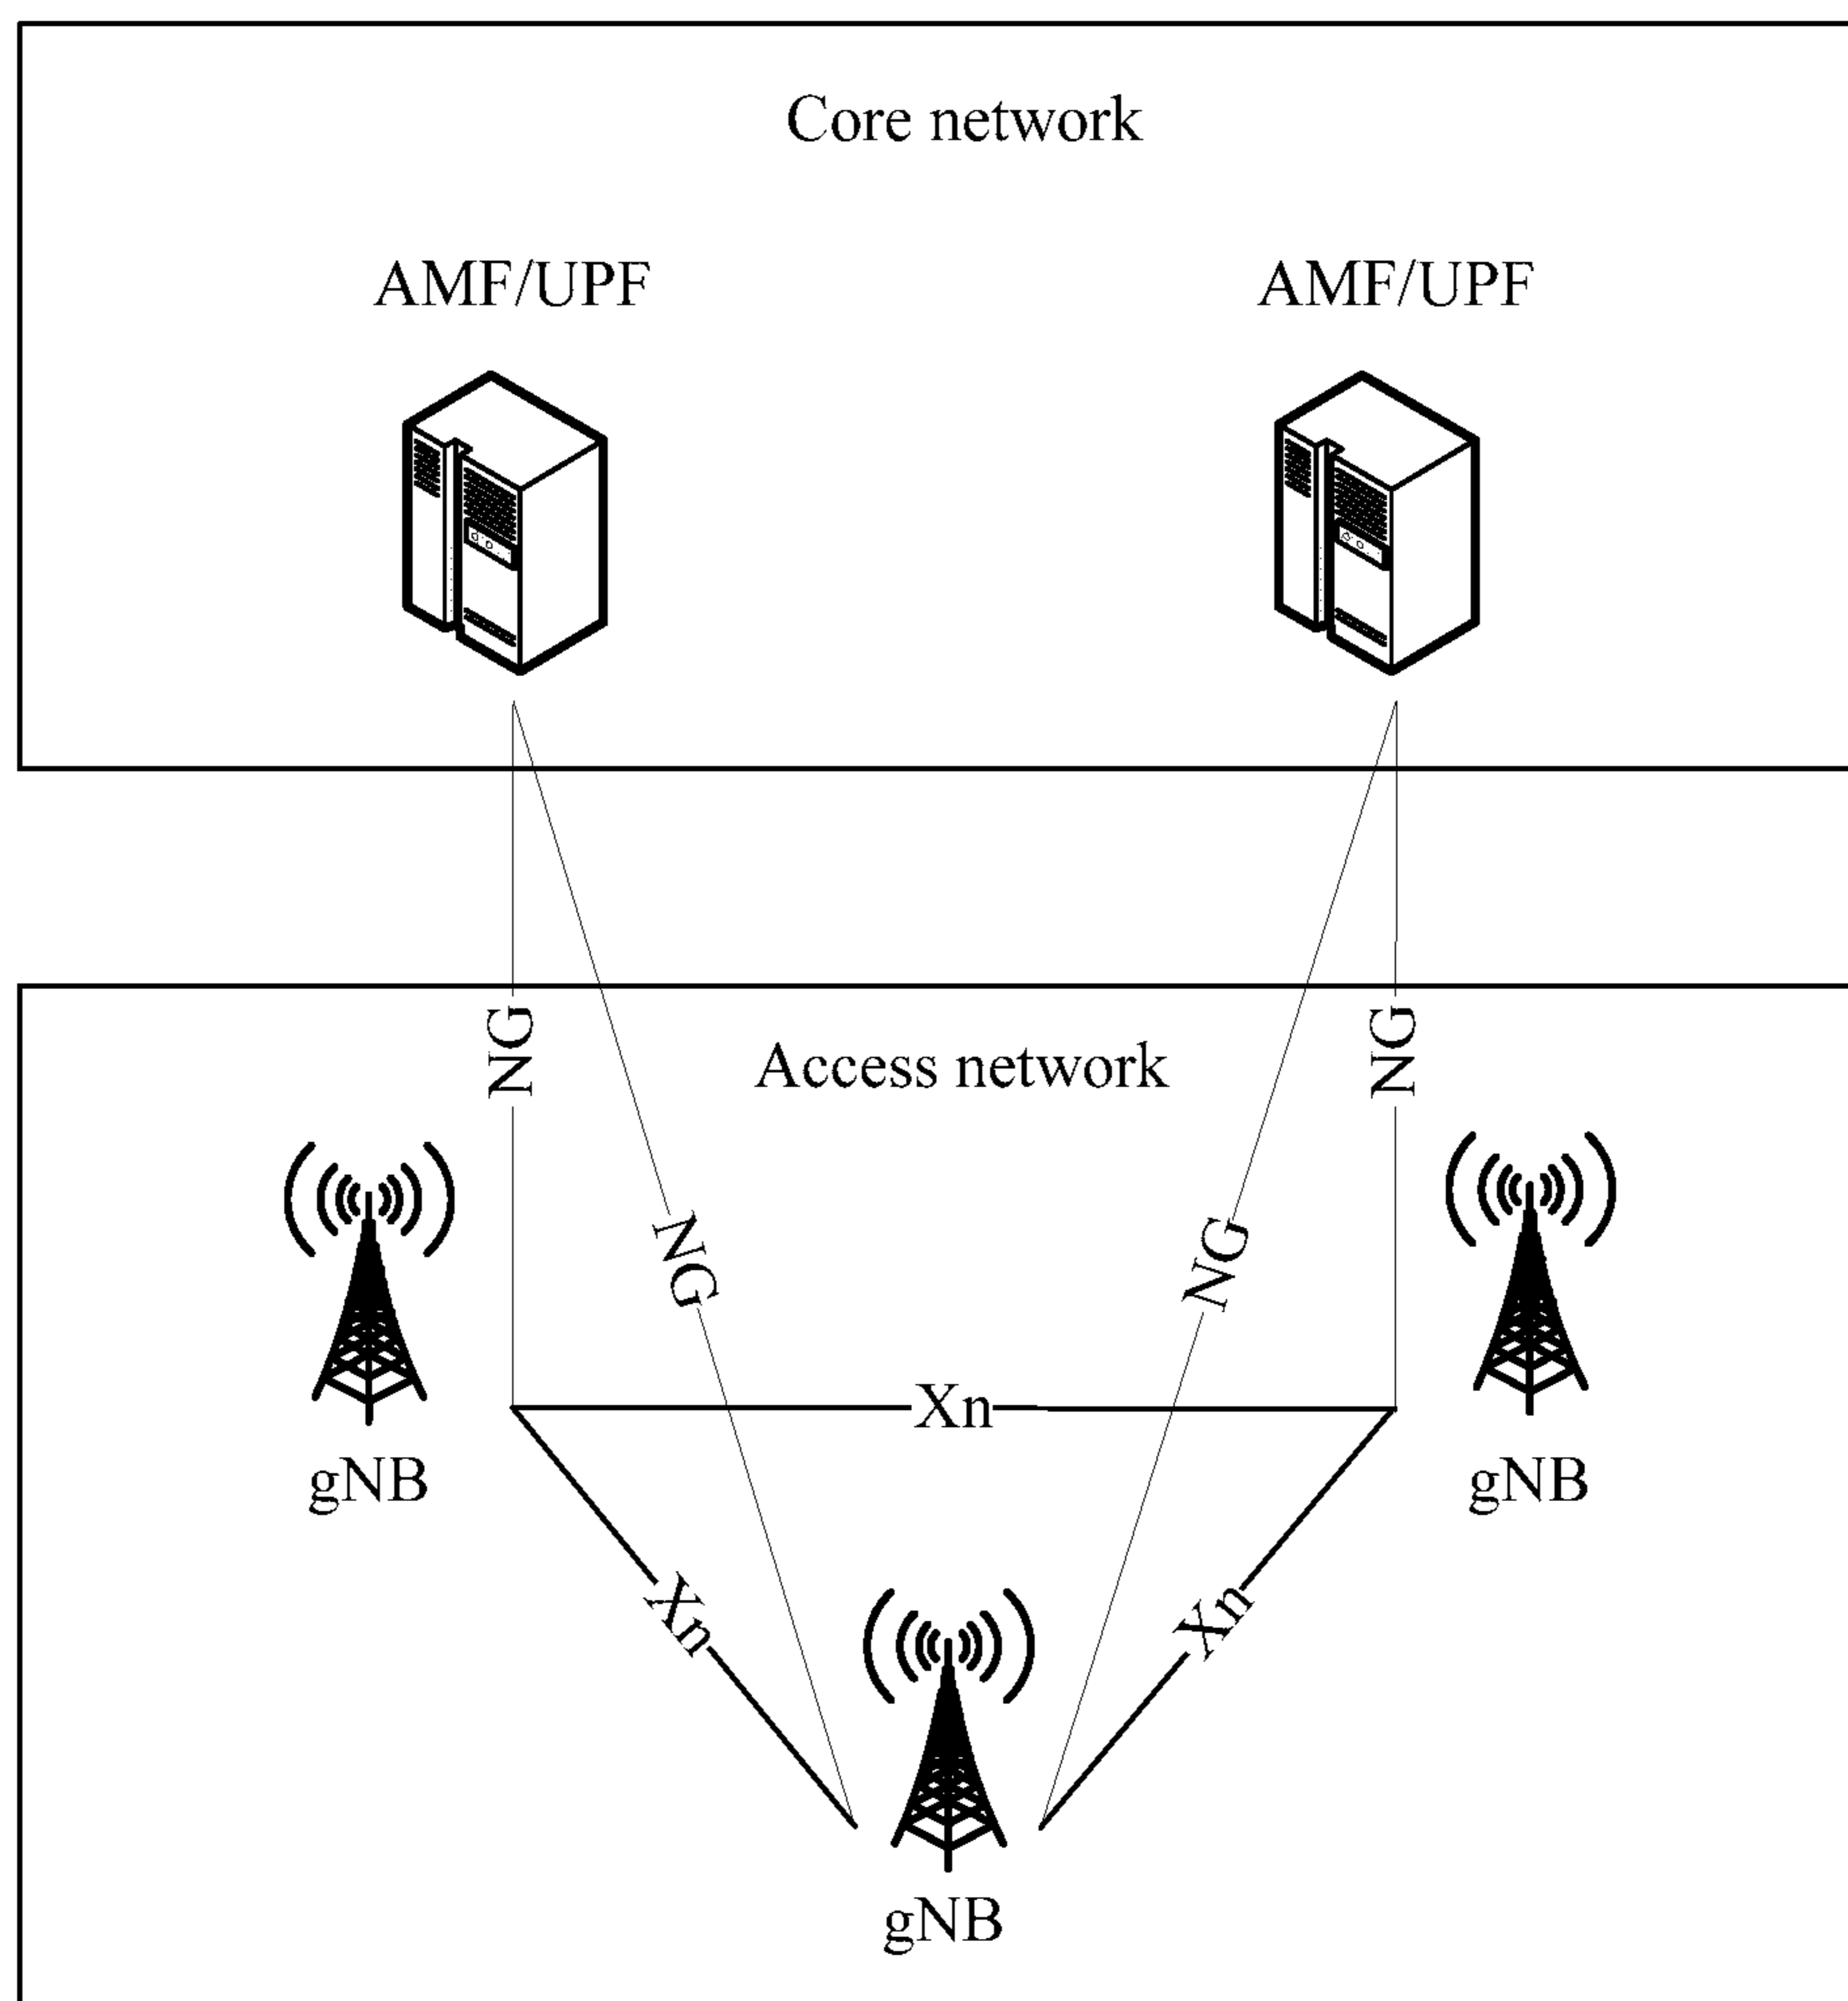 Core network
AMF/UPF
AMF/UPF
NG
NG
Access network
NG
NG
Xn
gNB
gNB
Xn
Xn
gNB